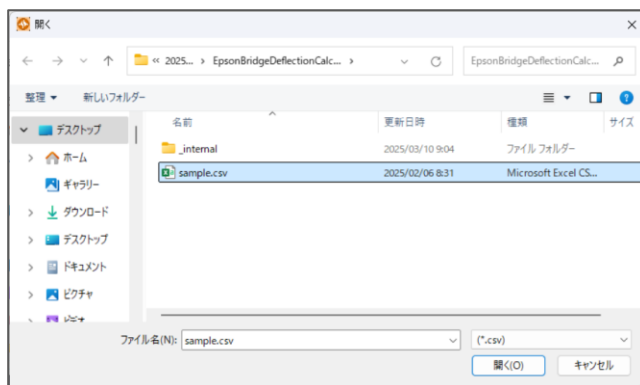 開く
« 2025... › EpsonBridgeDeflectionCalc... ›
EpsonBridgeDeflectionCalc...
整理 新しいフォルダー
名前 更新日時 種類 サイズ
デスクトップ
_internal 2025/03/10 9:04 ファイル フォルダー
ホーム
sample.csv 2025/02/06 8:31 Microsoft Excel CS...
ギャラリー
ダウンロード
デスクトップ
ドキュメント
ピクチャ
ビデオ
ファイル名(N): sample.csv (*.csv)
開く(O) キャンセル